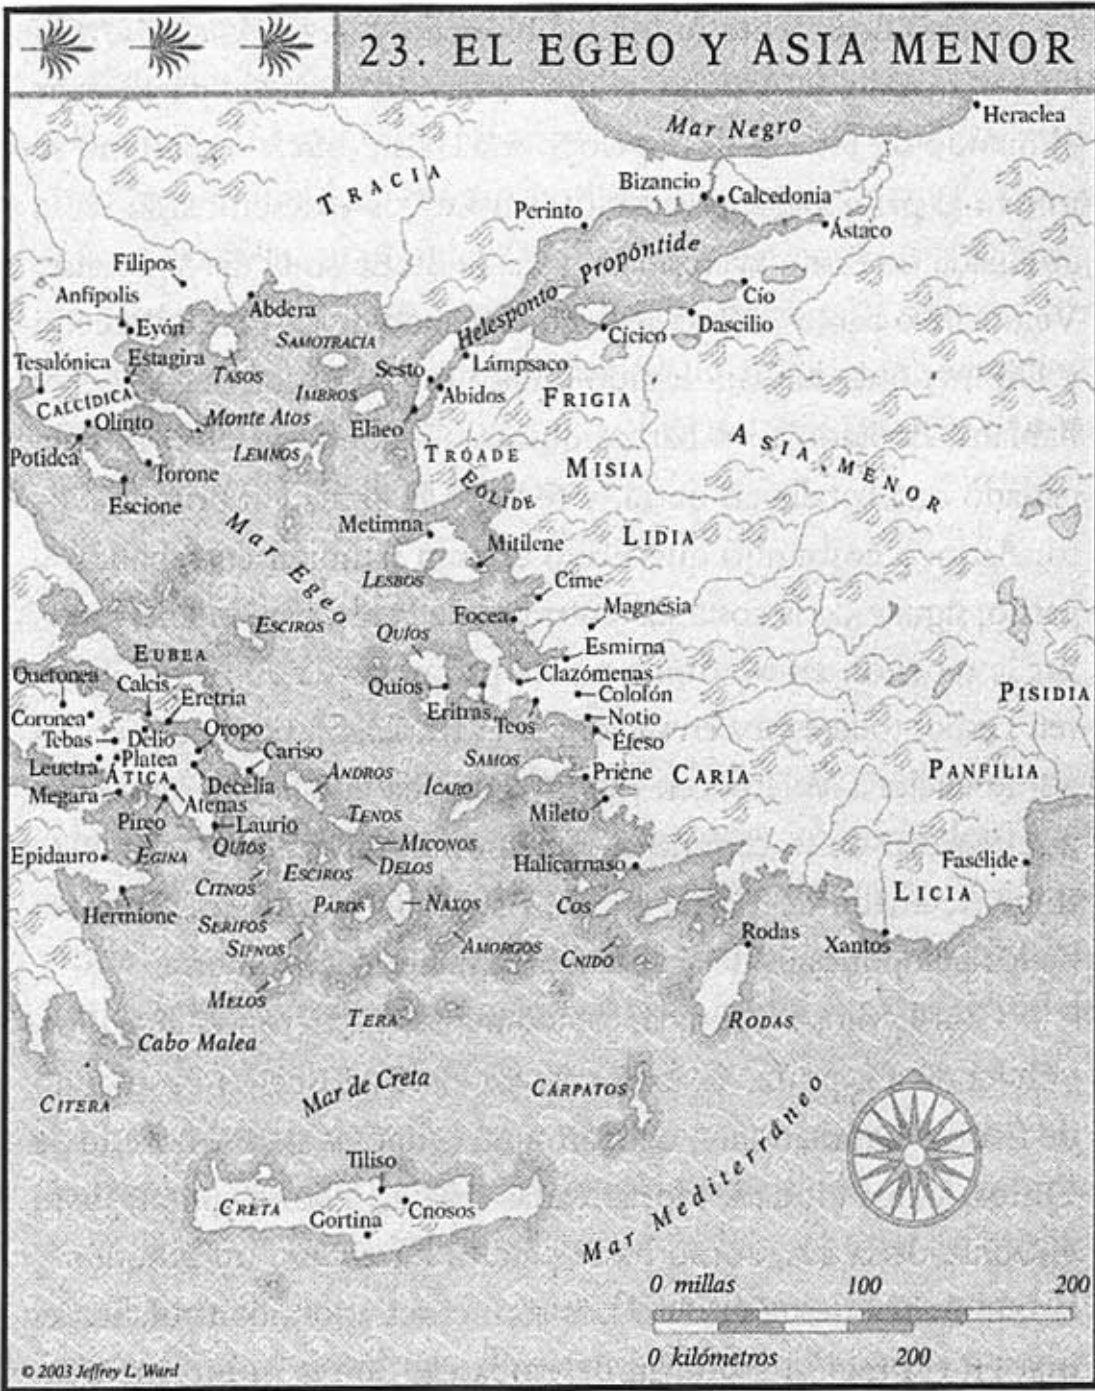 23. EL EGEO Y ASIA MENOR
Mar Negro
Heraclea
TRACIA
Bizancio
Calcedonia
Perinto
Ástaco
Propóntide
Filipos
Cío
Anfípolis
Abdera
Helesponto
Dascilio
Eyón
Cícico
SAMOTRACIA
Estagira
Tesalónica
TASOS
Sesto
Lámpsaco
CALCÍDICA
IMBROS
Abidos
FRIGIA
Olinto
Monte Atos
Elaeo
ASIA MENOR
Potidea
LEMNOS
TRÓADE
MISIA
Torone
EÓLIDE
Escione
Mar Egeo
Metimna
LIDIA
Mitilene
LESBOS
Cime
Focea
Magnesia
ESCIROS
QUÍOS
EUBEA
Esmirna
Queronea
Calcis
Clazómenas
Eretria
Quíos
Colofón
PISIDIA
Coronea
Oropo
Eritras
Teos
Notio
Tebas
Delio
Éfeso
Leuctra
Platea
Cariso
SAMOS
ÁTICA
Decelia
ANDROS
Priene
CARIA
PANFILIA
Megara
Atenas
ÍCARO
Mileto
Pireo
Laurio
TENOS
QUÍOS
MICONOS
Epidauro
EGINA
ESCIROS
DELOS
Halicarnaso
Fasélide
CITNOS
LICIA
Hermione
SERIFOS
PAROS
NAXOS
COS
SIFNOS
AMORGOS
CNIDO
Rodas
Xantos
MELOS
TERA
RODAS
Cabo Malea
Mar de Creta
CÁRPATOS
CITERA
Mar Mediterráneo
Tiliso
CRETA
Cnosos
Gortina
0 millas 100 200
0 kilómetros 200
© 2003 Jeffrey L. Ward